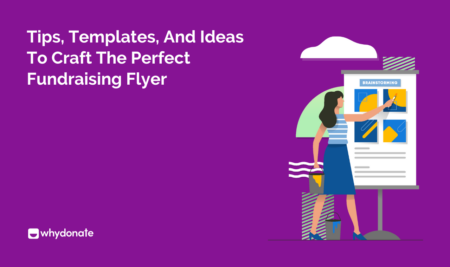 Tips, Templates, And Ideas
To Craft The Perfect
Fundraising Flyer
BRAINSTORMING
whydonate